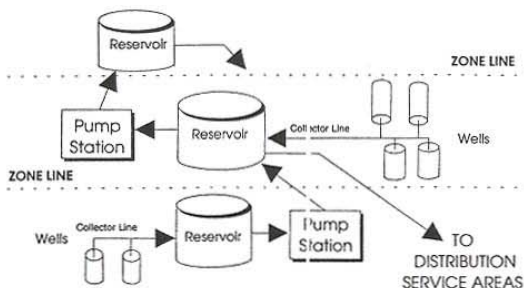 Reservoir
ZONE LINE
Pump
Station
Reservoir
Collector Line
Wells
ZONE LINE
Wells
Collector Line
Reservoir
Pump
Station
TO
DISTRIBUTION
SERVICE AREAS